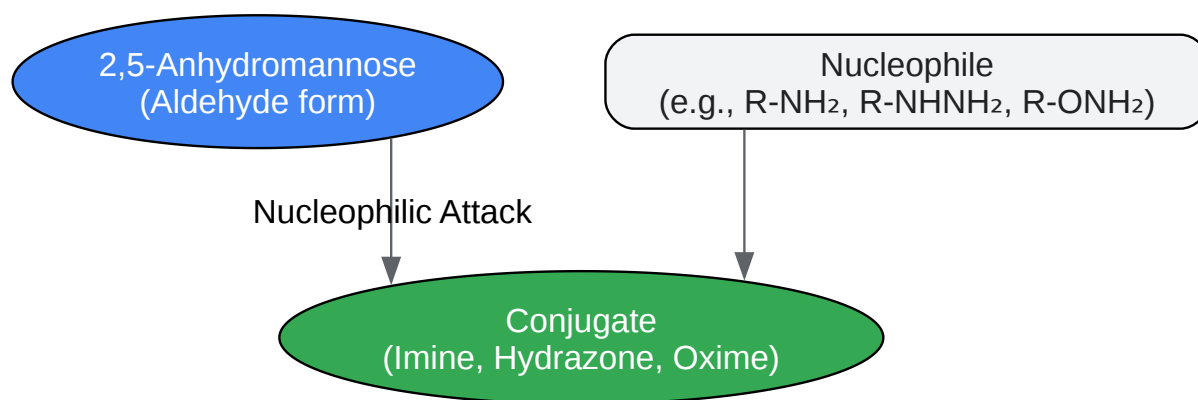 2,5-Anhydromannose
(Aldehyde form)
Nucleophile
(e.g., R-NH₂, R-NHNH₂, R-ONH₂)
Nucleophilic Attack
Conjugate
(Imine, Hydrazone, Oxime)